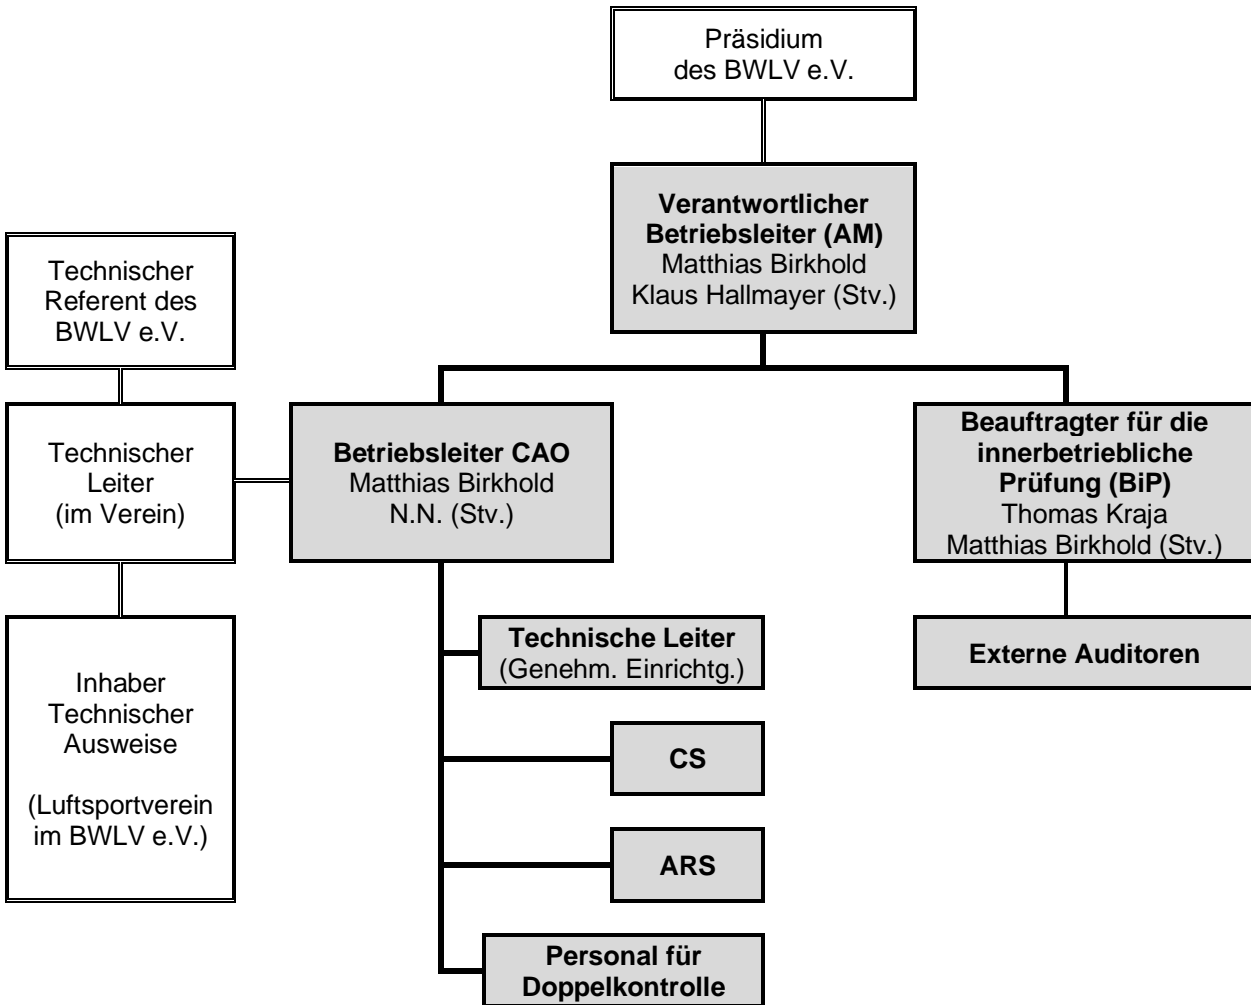 Präsidium
des BWLV e.V.
Verantwortlicher
Betriebsleiter (AM)
Matthias Birkhold
Klaus Hallmayer (Stv.)
Technischer
Referent des
BWLV e.V.
Technischer
Leiter
(im Verein)
Betriebsleiter CAO
Matthias Birkhold
N.N. (Stv.)
Beauftragter für die
innerbetriebliche
Prüfung (BiP)
Thomas Kraja
Matthias Birkhold (Stv.)
Inhaber
Technischer
Ausweise
(Luftsportverein
im BWLV e.V.)
Technische Leiter
(Genehm. Einrichtg.)
Externe Auditoren
CS
ARS
Personal für
Doppelkontrolle